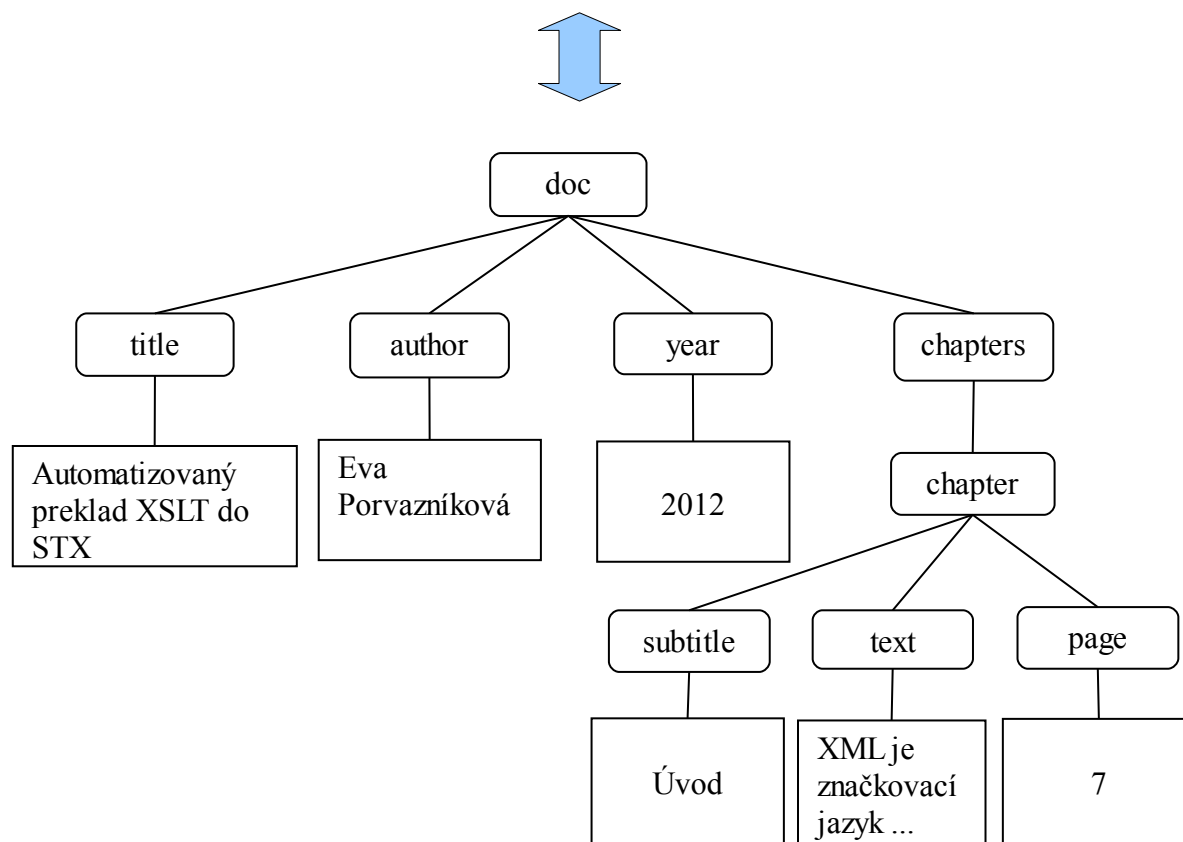 doc
title
author
year
chapters
Automatizovaný
preklad XSLT do
STX
Eva
Porvazníková
2012
chapter
subtitle
text
page
Úvod
XML je
značkovací
jazyk ...
7